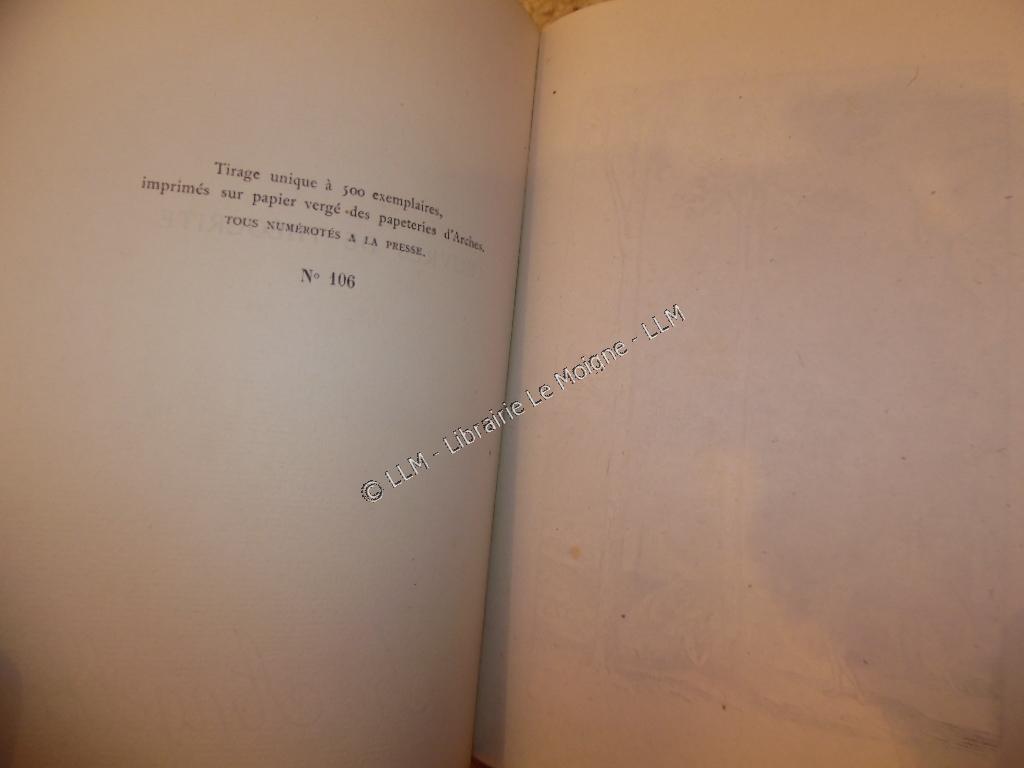 Tirage unique à 500 exemplaires,
imprimés sur papier vergé des papeteries d'Arches.
TOUS NUMÉROTÉS A LA PRESSE.
Nº 106
© LLM - Librairie Le Moigne - LLM